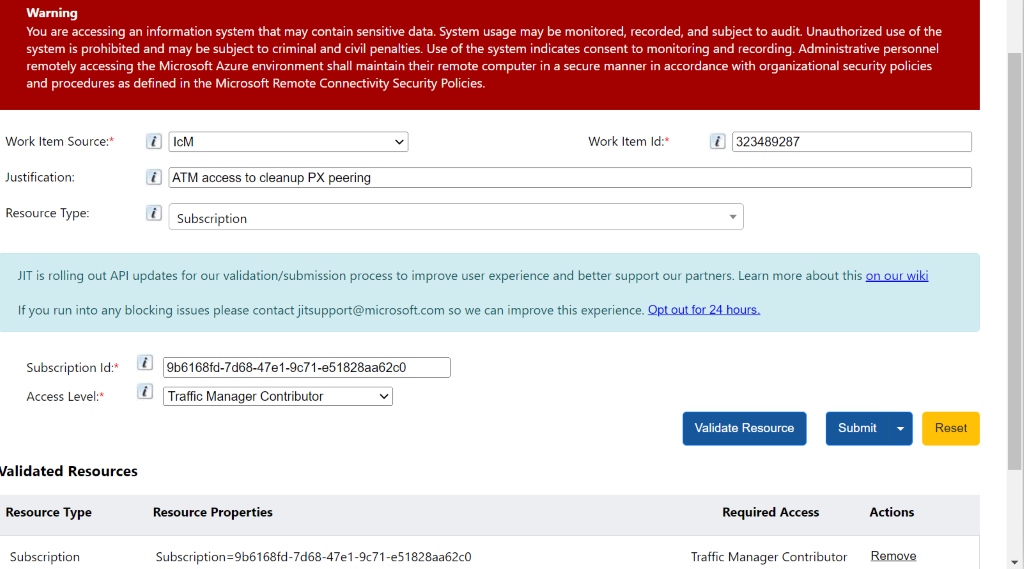 Warning
You are accessing an information system that may contain sensitive data. System usage may be monitored, recorded, and subject to audit. Unauthorized use of the
system is prohibited and may be subject to criminal and civil penalties. Use of the system indicates consent to monitoring and recording. Administrative personnel
remotely accessing the Microsoft Azure environment shall maintain their remote computer in a secure manner in accordance with organizational security policies
and procedures as defined in the Microsoft Remote Connectivity Security Policies.
Work Item Source:* i IcM Work Item Id:* i 323489287
Justification: i ATM access to cleanup PX peering
Resource Type: i Subscription
JIT is rolling out API updates for our validation/submission process to improve user experience and better support our partners. Learn more about this on our wiki
If you run into any blocking issues please contact jitsupport@microsoft.com so we can improve this experience. Opt out for 24 hours.
Subscription Id:* i 9b6168fd-7d68-47e1-9c71-e51828aa62c0
Access Level:* i Traffic Manager Contributor
Validate Resource Submit Reset
Validated Resources
Resource Type Resource Properties Required Access Actions
Subscription Subscription=9b6168fd-7d68-47e1-9c71-e51828aa62c0 Traffic Manager Contributor Remove